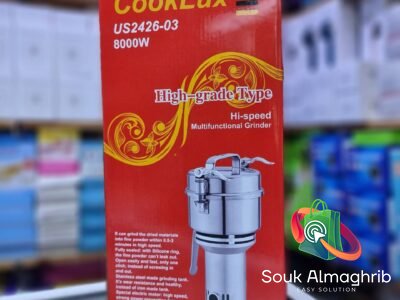 CookLux
US2426-03
8000W
High-grade Type
Hi-speed
Multifunctional Grinder
It can grind the dried materials
into fine powder within 0.5-3
minutes in high speed.
Fully sealed: with silicone ring,
the fine powder can't leak out.
Open easily and fast, only one
click, instead of screwing in
and out.
Stainless steel made grinding tank.
It's wear resistance and healthy,
instead of iron-made tank.
Special electric motor: high speed,
Souk Almaghrib
EASY SOLUTION